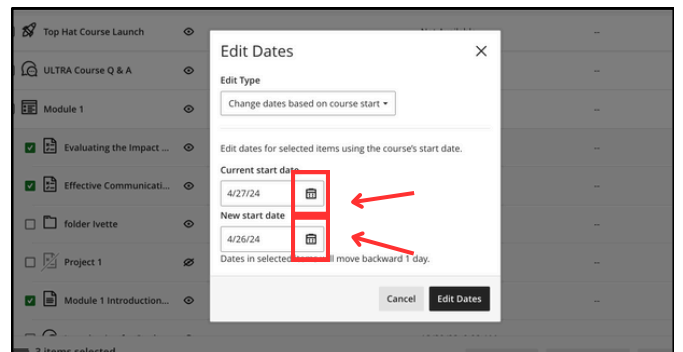 Top Hat Course Launch
--
ULTRA Course Q & A
--
Module 1
--
Evaluating the Impact ...
--
Effective Communicati...
--
folder Ivette
--
Project 1
--
Module 1 Introduction...
--
3 items selected
Edit Dates
Edit Type
Change dates based on course start
Edit dates for selected items using the course's start date.
Current start date
4/27/24
New start date
4/26/24
Dates in selected items will move backward 1 day.
Cancel
Edit Dates